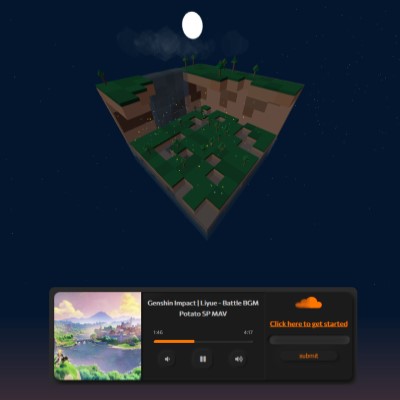 Genshin Impact | Liyue - Battle BGM
Potato SP MAV
1:46
4:17
Click here to get started
submit